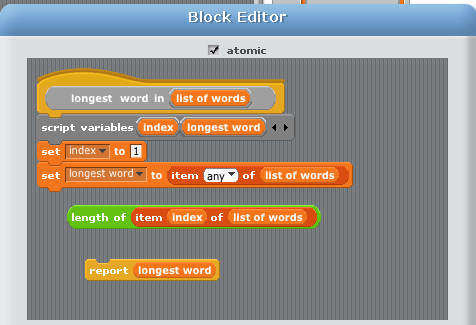 Block Editor
atomic
longest word in list of words
script variables index longest word
set index to 1
set longest word to item any of list of words
length of item index of list of words
report longest word